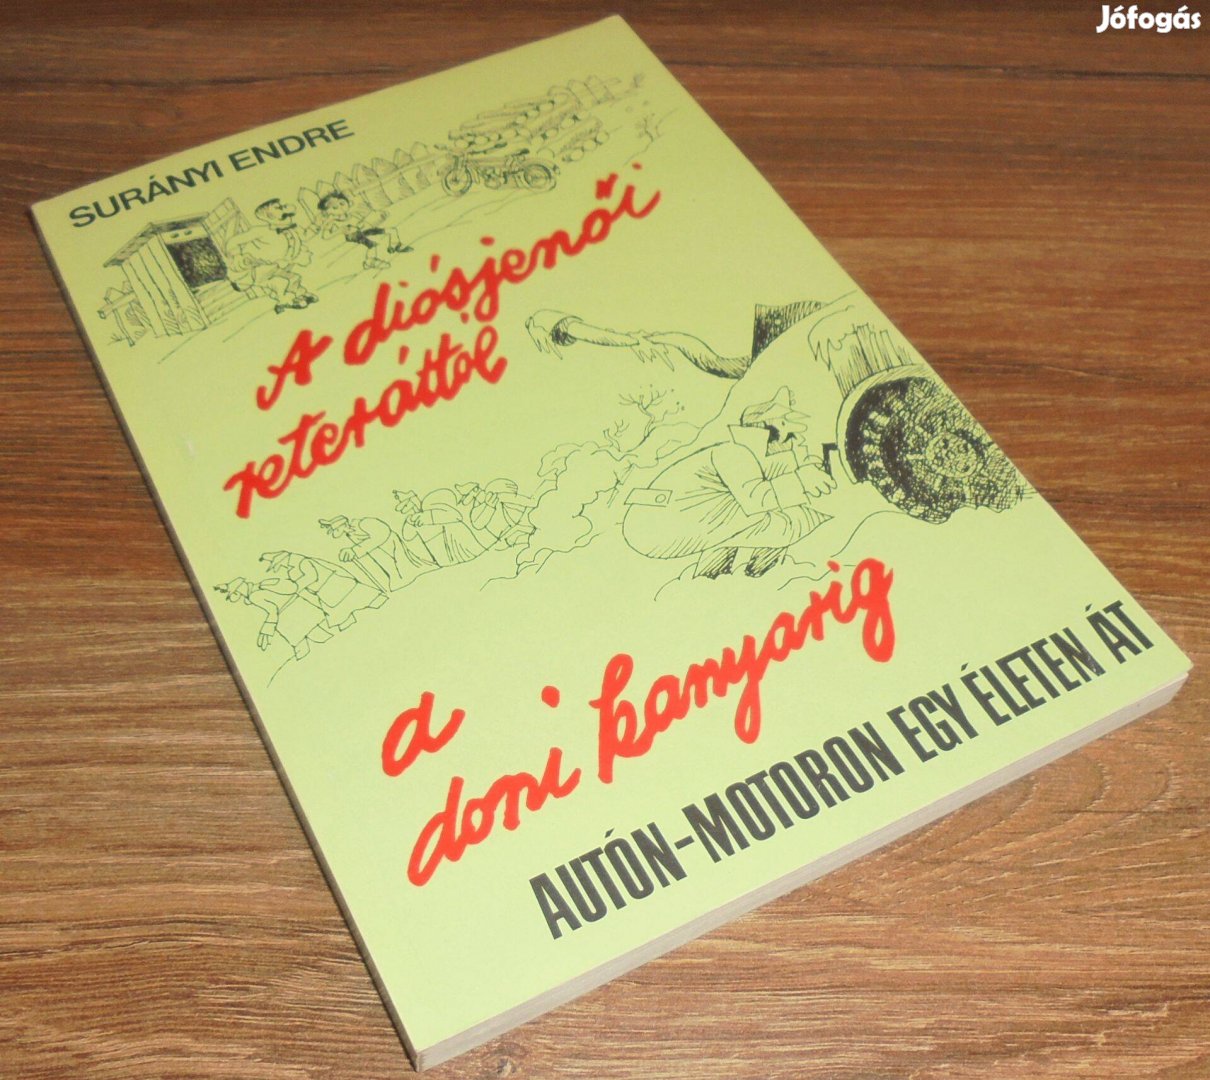 Jófogás
SURÁNYI ENDRE
A diósjenői
reteráttól
a
doni kanyarig
AUTÓN-MOTORON EGY ÉLETEN ÁT